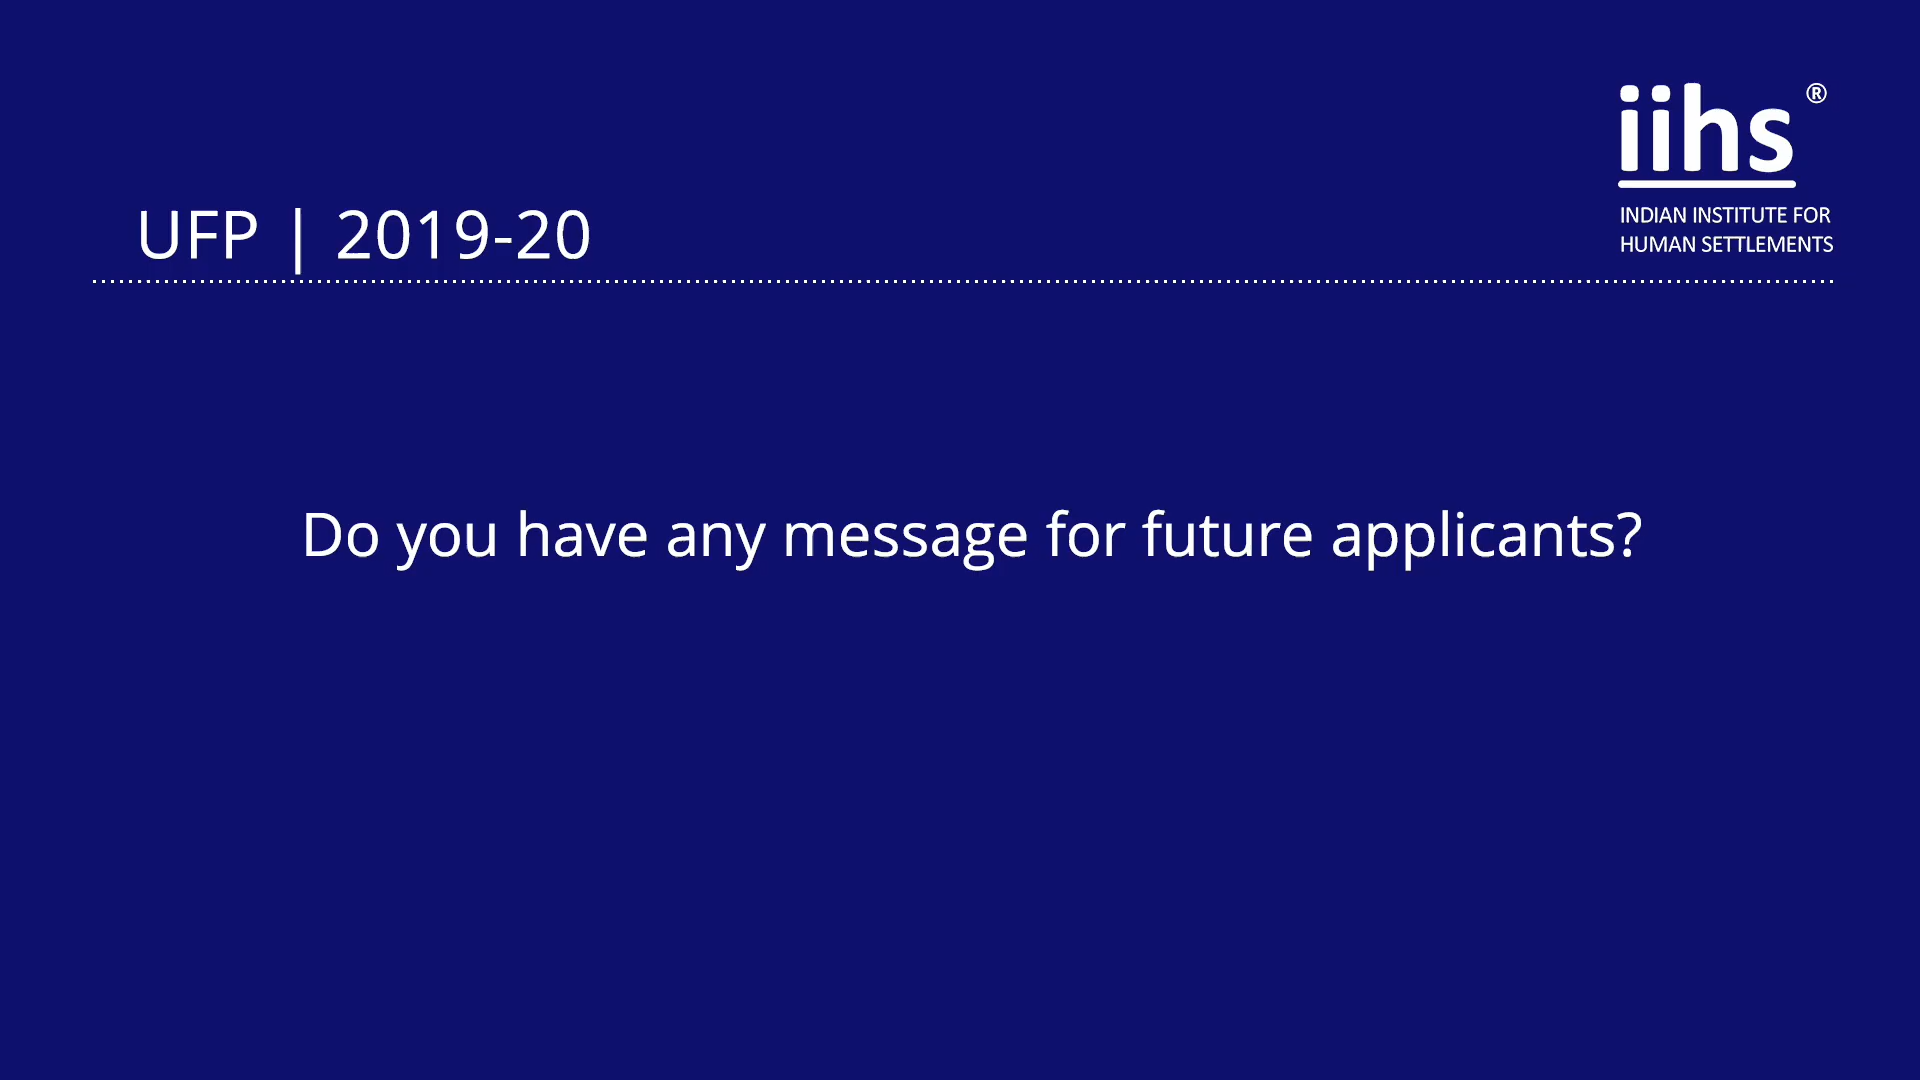 iihs ®
INDIAN INSTITUTE FOR
HUMAN SETTLEMENTS
UFP | 2019-20
Do you have any message for future applicants?